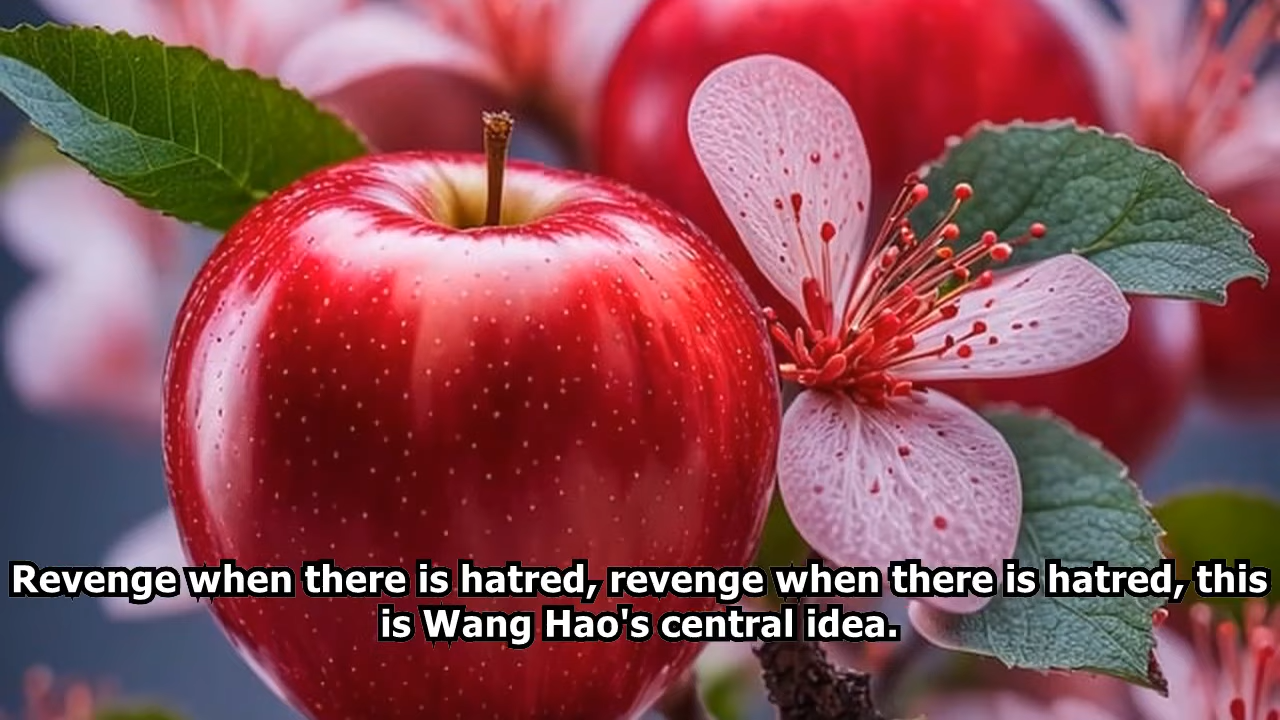 Revenge when there is hatred, revenge when there is hatred, this
is Wang Hao's central idea.